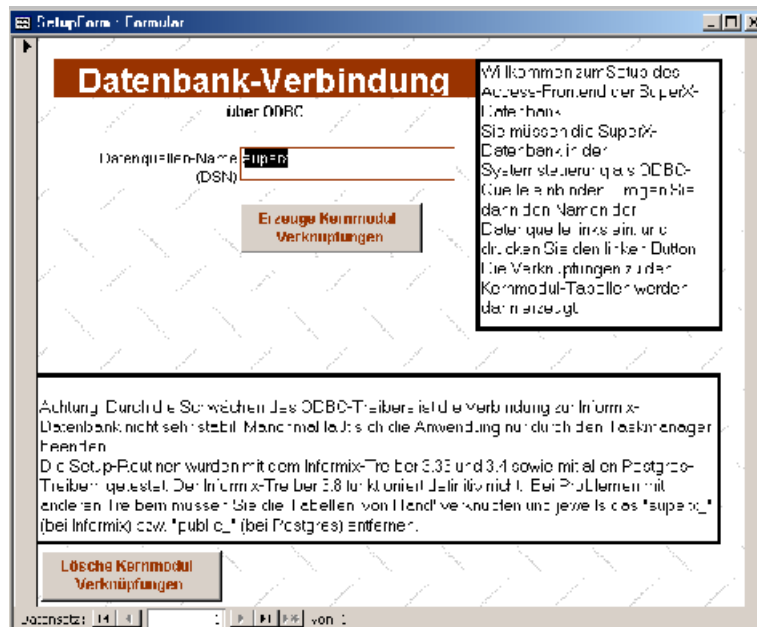 SetupForm : Formular
Datenbank-Verbindung
über ODBC
Datenquellen-Name
(DSN)
superx
Erzeuge Kernmodul
Verknüpfungen
Willkommen zum Setup des
Access-Frontend der SuperX-
Datenbank.
Sie müssen die SuperX-
Datenbank in der
Systemsteuerung als ODBC-
Quelle einbinden. Tragen Sie
dann den Namen der
Datenquelle links ein, und
drücken Sie den linken Button.
Die Verknüpfungen zu den
Kernmodul-Tabellen werden
dann erzeugt.
Achtung: Durch die Schwächen des ODBC-Treibers ist die Verbindung zur Informix-
Datenbank nicht sehr stabil. Manchmal läßt sich die Anwendung nur durch den Taskmanager
beenden.
Die Setup-Routinen wurden mit dem Informix-Treiber 3.33 und 3.4 sowie mit allen Postgres-
Treibern getestet. Der Informix-Treiber 3.8 funktioniert definitiv nicht. Bei Problemen mit
anderen Treibern müssen Sie die Tabellen 'von Hand' verknüpfen und jeweils das "superx_"
(bei Informix) bzw. "public_" (bei Postgres) entfernen.
Lösche Kernmodul
Verknüpfungen
Datensatz: 1 von 1